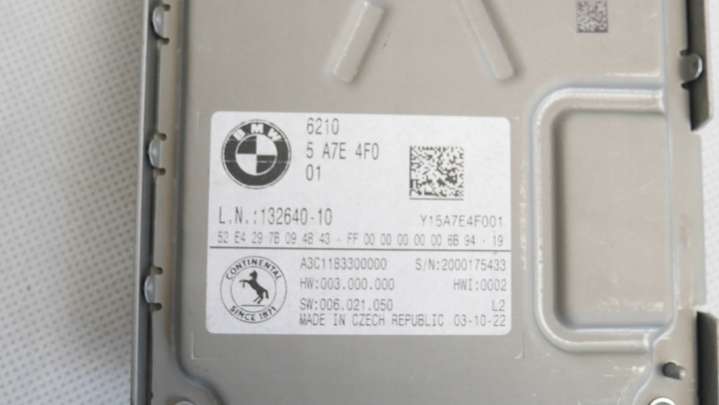 BMW
6210
5 A7E 4F0
01
L.N.:132640-10
Y15A7E4F001
52 E4 29 7B 09 4B 43 - FF 00 00 00 00 00 6B 94 - 19
CONTINENTAL
SINCE 1871
A3C1183300000 S/N:2000175433
HW:003.000.000 HWI:0002
SW:006.021.050 L2
MADE IN CZECH REPUBLIC 03-10-22